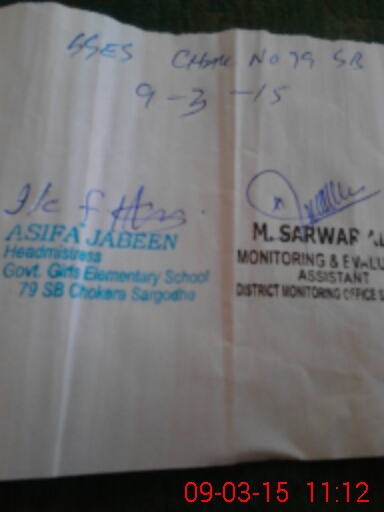 GGES Chak No 79 SB
9-3-15
I/c
ASIFA JABEEN
Headmistress
Govt. Girls Elementary School
79 SB Chokera Sargodha
M. SARWAR
MONITORING & EVALU
ASSISTANT
DISTRICT MONITORING OFFICE S
09-03-15 11:12